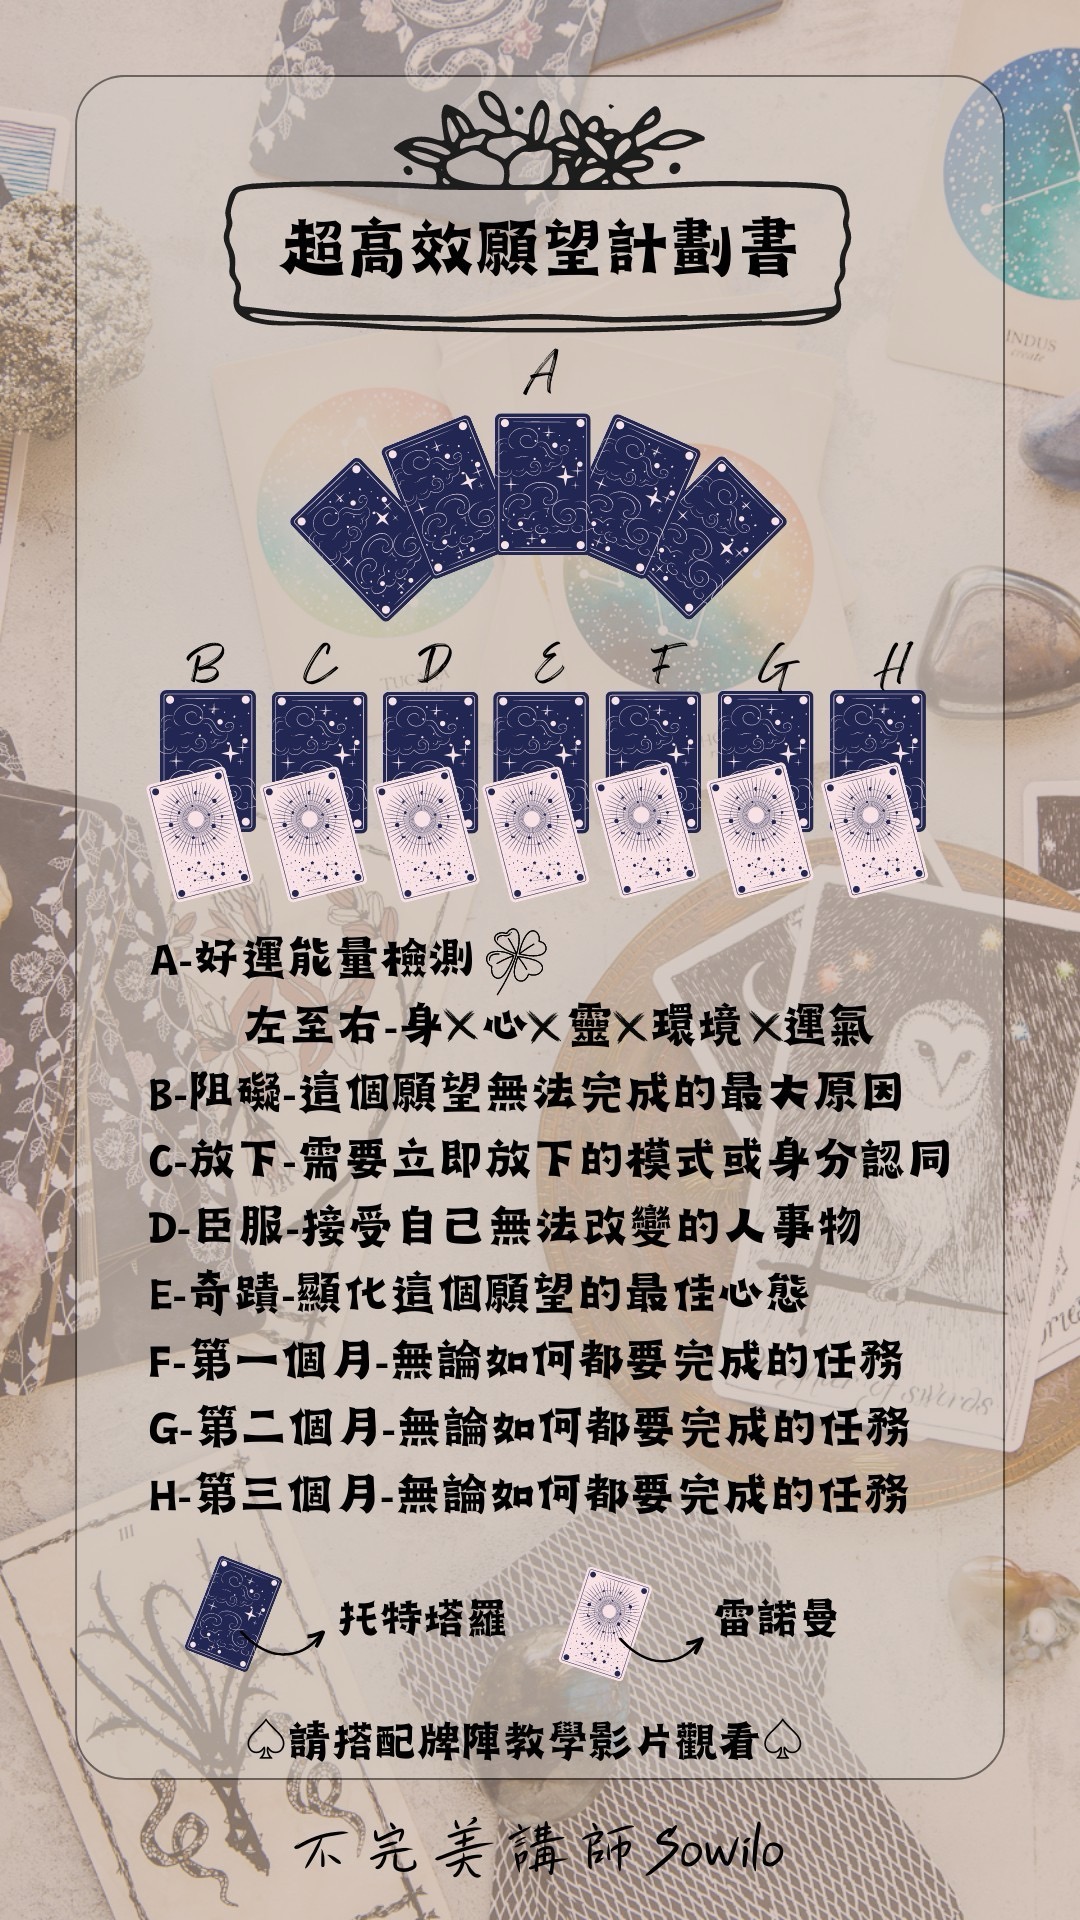 超高效願望計劃書
A
B C D E F G H
A-好運能量檢測
左至右-身×心×靈×環境×運氣
B-阻礙-這個願望無法完成的最大原因
C-放下-需要立即放下的模式或身分認同
D-臣服-接受自己無法改變的人事物
E-奇蹟-顯化這個願望的最佳心態
F-第一個月-無論如何都要完成的任務
G-第二個月-無論如何都要完成的任務
H-第三個月-無論如何都要完成的任務
托特塔羅 雷諾曼
♤請搭配牌陣教學影片觀看♤
不完美講師 Sowilo
INDUS
create
III
of swords